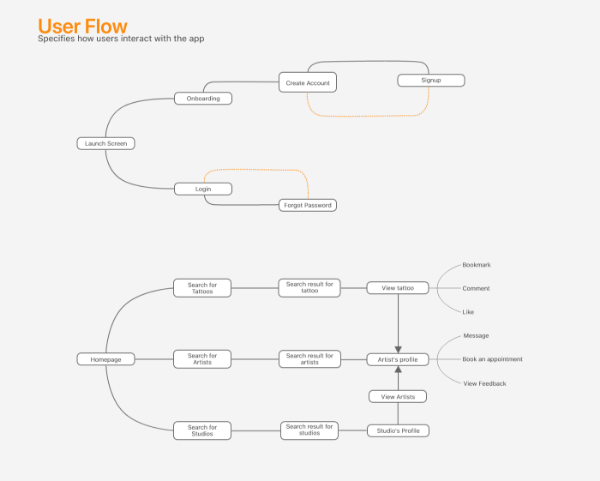 User Flow
Specifies how users interact with the app
Create Account
Signup
Onboarding
Launch Screen
Login
Forgot Password
Bookmark
Search for
Tattoos
Search result for
tattoo
View tattoo
Comment
Like
Message
Homepage
Search for
Artists
Search result for
artists
Artist's profile
Book an appointment
View Feedback
View Artists
Search for
Studios
Search result for
studios
Studio's Profile